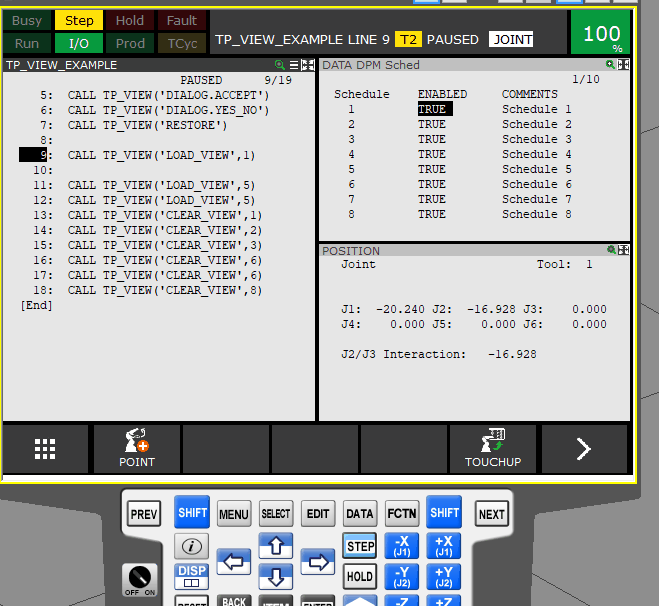 Busy Step Hold Fault
Run I/O Prod TCyc
TP_VIEW_EXAMPLE LINE 9 T2 PAUSED JOINT
100 %
TP_VIEW_EXAMPLE
PAUSED 9/19
5: CALL TP_VIEW('DIALOG.ACCEPT')
6: CALL TP_VIEW('DIALOG.YES_NO')
7: CALL TP_VIEW('RESTORE')
8:
9: CALL TP_VIEW('LOAD_VIEW',1)
10:
11: CALL TP_VIEW('LOAD_VIEW',5)
12: CALL TP_VIEW('LOAD_VIEW',5)
13: CALL TP_VIEW('CLEAR_VIEW',1)
14: CALL TP_VIEW('CLEAR_VIEW',2)
15: CALL TP_VIEW('CLEAR_VIEW',3)
16: CALL TP_VIEW('CLEAR_VIEW',6)
17: CALL TP_VIEW('CLEAR_VIEW',6)
18: CALL TP_VIEW('CLEAR_VIEW',8)
[End]
DATA DPM Sched
1/10
Schedule ENABLED COMMENTS
1 TRUE Schedule 1
2 TRUE Schedule 2
3 TRUE Schedule 3
4 TRUE Schedule 4
5 TRUE Schedule 5
6 TRUE Schedule 6
7 TRUE Schedule 7
8 TRUE Schedule 8
POSITION
Joint Tool: 1
J1: -20.240 J2: -16.928 J3: 0.000
J4: 0.000 J5: 0.000 J6: 0.000
J2/J3 Interaction: -16.928
POINT TOUCHUP
PREV SHIFT MENU SELECT EDIT DATA FCTN SHIFT NEXT
i STEP -X (J1) +X (J1)
OFF ON DISP HOLD -Y (J2) +Y (J2)
RESET BACK ITEM ENTER -Z +Z